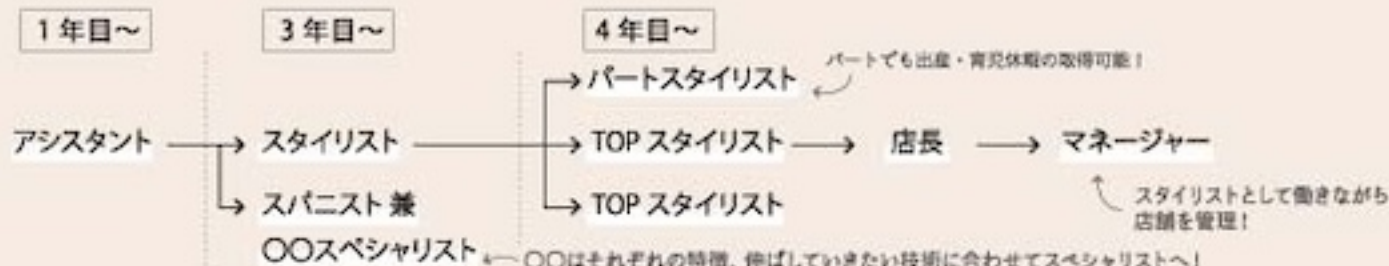 1年目～
3年目～
4年目～
パートスタイリスト
パートでも出産・育児休暇の取得可能！
アシスタント
スタイリスト
TOP スタイリスト
店長
マネージャー
スパニスト 兼
〇〇スペシャリスト
TOP スタイリスト
スタイリストとして働きながら
店舗を管理！
〇〇はそれぞれの特徴、伸ばしていきたい技術に合わせてスペシャリストへ！